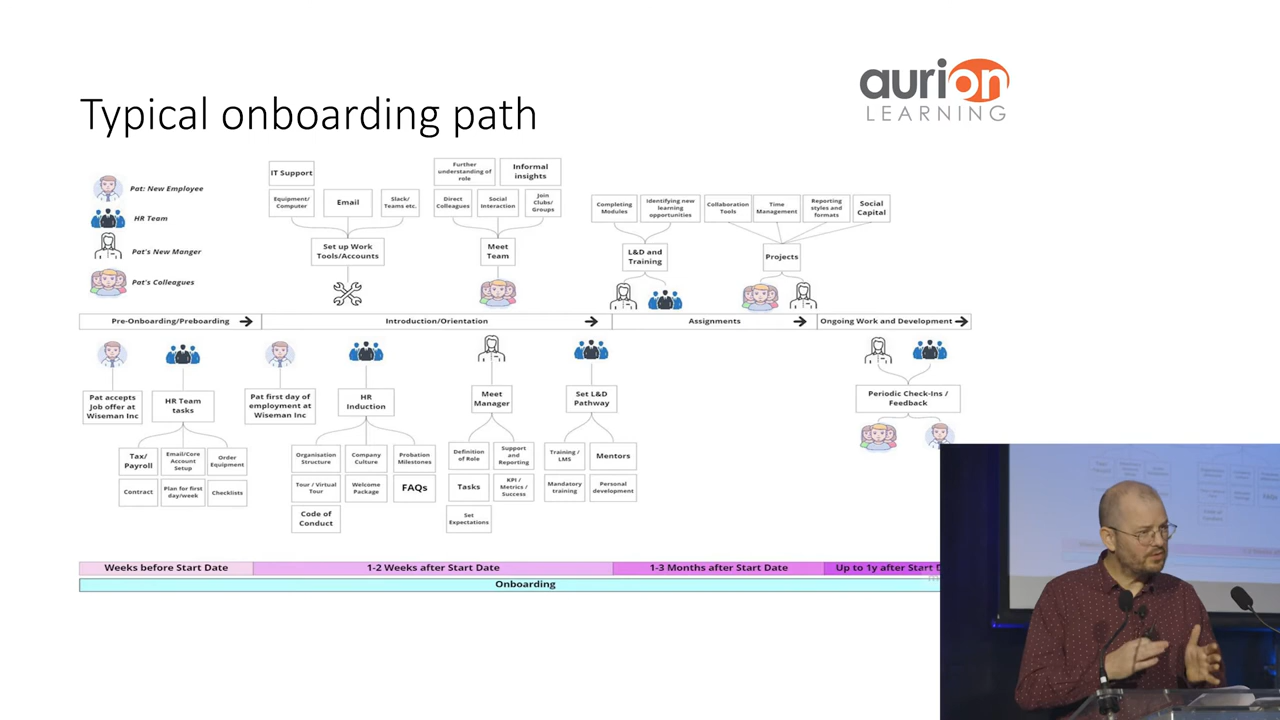 aurion
LEARNING
Typical onboarding path
Pat: New Employee
HR Team
Pat's New Manger
Pat's Colleagues
IT Support
Equipment/
Computer
Email
Slack/
Teams etc.
Set up Work
Tools/Accounts
Further
understanding of
role
Informal
insights
Direct
Colleagues
Social
Interaction
Join
Clubs/
Groups
Meet
Team
Completing
Modules
Identifying new
learning
opportunities
L&D and
Training
Collaboration
Tools
Time
Management
Reporting
styles and
formats
Social
Capital
Projects
Pre-Onboarding/Preboarding
Introduction/Orientation
Assignments
Ongoing Work and Development
Pat accepts
Job offer at
Wiseman Inc
HR Team
tasks
Tax/
Payroll
Email/Core
Account
Setup
Order
Equipment
Contract
Plan for first
day/week
Checklists
Pat first day of
employment at
Wiseman Inc
HR
Induction
Organisation
Structure
Company
Culture
Probation
Milestones
Tour / Virtual
Tour
Welcome
Package
FAQs
Code of
Conduct
Meet
Manager
Definition
of Role
Support
and
Reporting
Tasks
KPI /
Metrics /
Success
Set
Expectations
Set L&D
Pathway
Training /
LMS
Mentors
Mandatory
training
Personal
development
Periodic Check-Ins /
Feedback
Weeks before Start Date
1-2 Weeks after Start Date
1-3 Months after Start Date
Up to 1y after Start
Onboarding